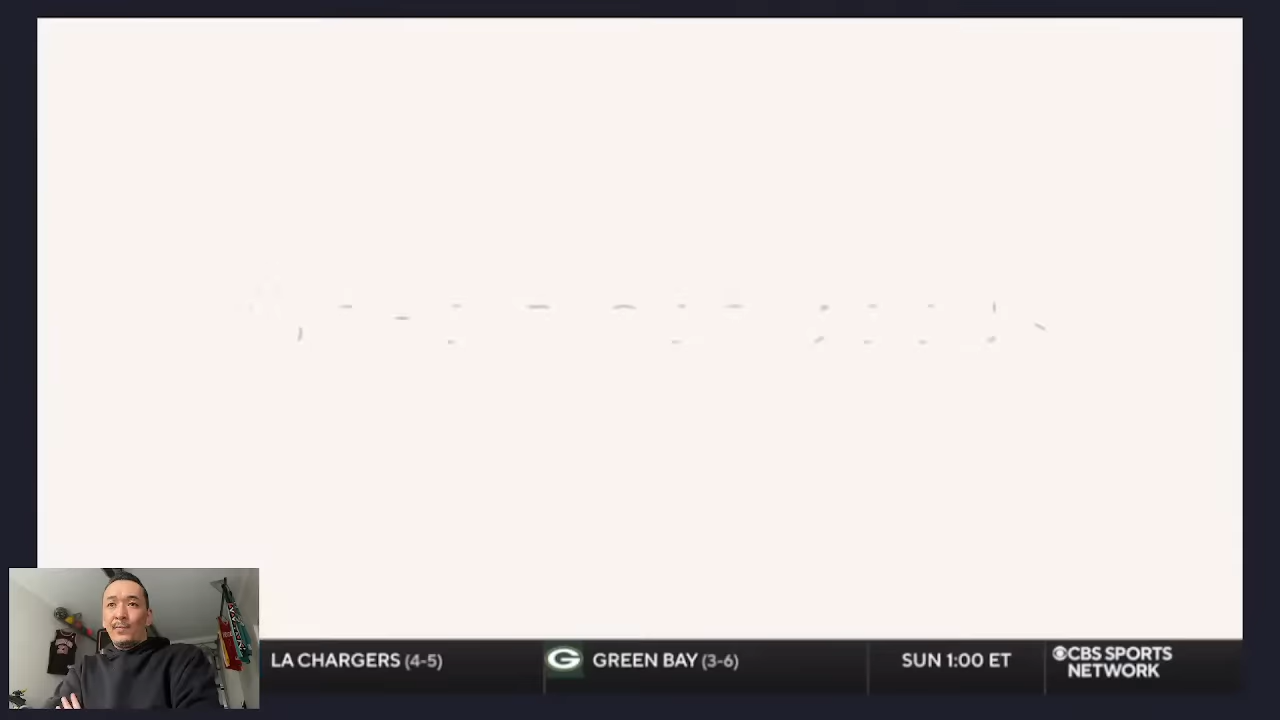 LA CHARGERS (4-5)
G GREEN BAY (3-6)
SUN 1:00 ET
CBS SPORTS
NETWORK